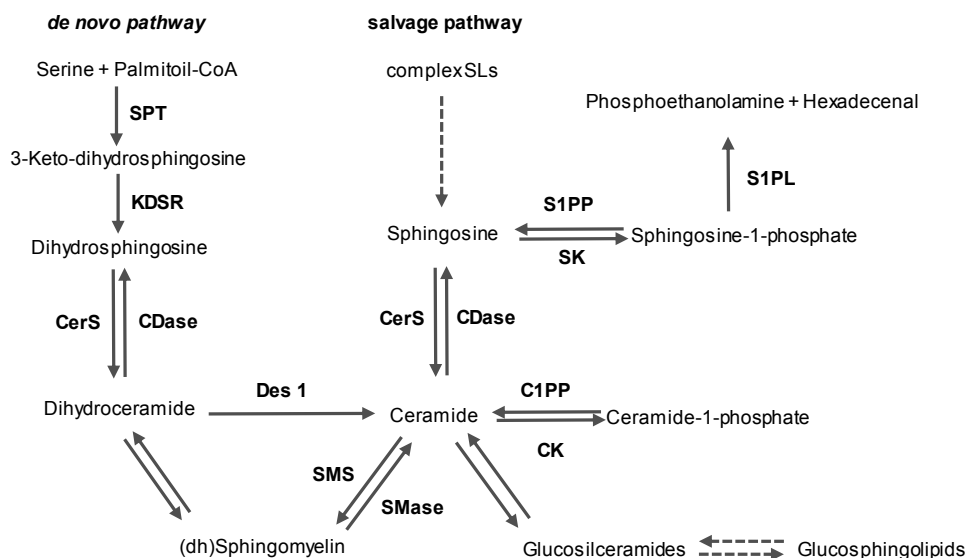 de novo pathway
salvage pathway
Serine + Palmitoil-CoA
complexSLs
Phosphoethanolamine + Hexadecenal
SPT
3-Keto-dihydrosphingosine
S1PL
KDSR
S1PP
Dihydrosphingosine
Sphingosine
Sphingosine-1-phosphate
SK
CerS
CDase
CerS
CDase
Des 1
C1PP
Dihydroceramide
Ceramide
Ceramide-1-phosphate
CK
SMS
SMase
(dh)Sphingomyelin
Glucosilceramides
Glucosphingolipids